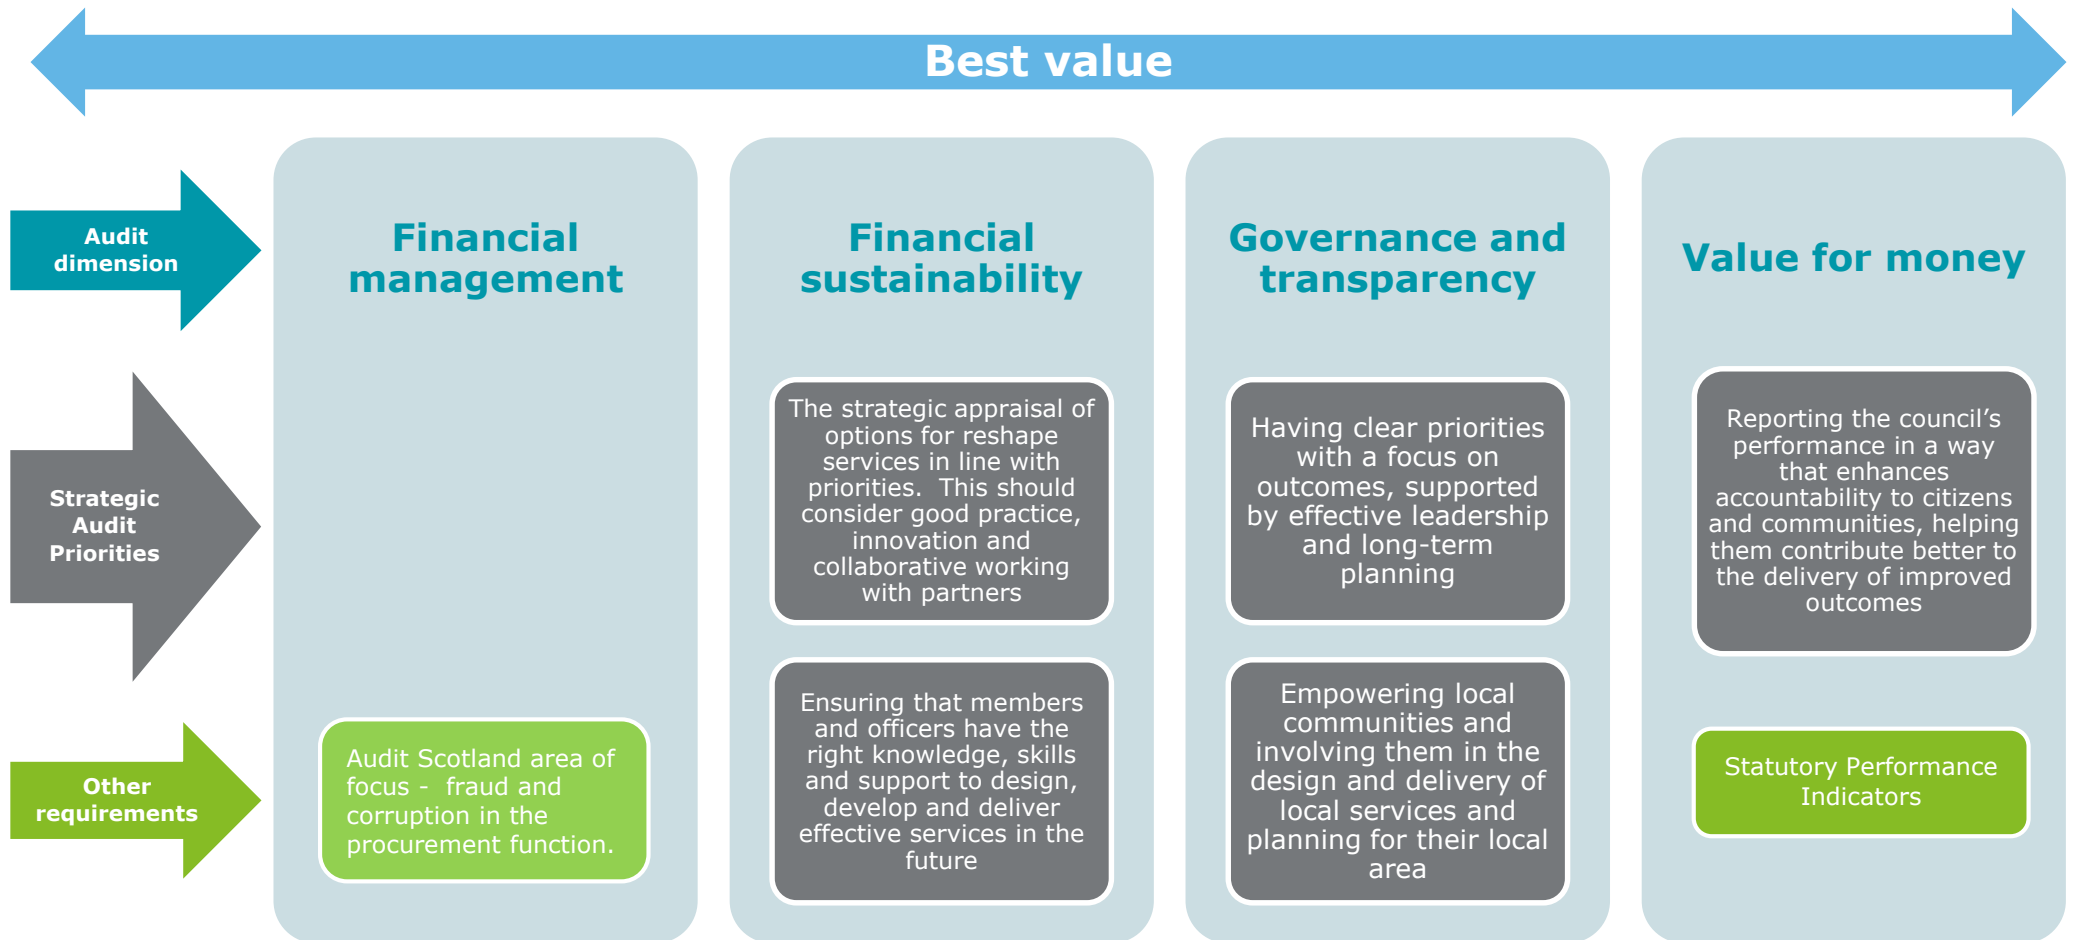 Best value
Audit
dimension
Financial
management
Financial
sustainability
Governance and
transparency
Value for money
Strategic
Audit
Priorities
The strategic appraisal of
options for reshape
services in line with
priorities.  This should
consider good practice,
innovation and
collaborative working
with partners
Having clear priorities
with a focus on
outcomes, supported
by effective leadership
and long-term
planning
Reporting the council’s
performance in a way
that enhances
accountability to citizens
and communities, helping
them contribute better to
the delivery of improved
outcomes
Ensuring that members
and officers have the
right knowledge, skills
and support to design,
develop and deliver
effective services in the
future
Empowering local
communities and
involving them in the
design and delivery of
local services and
planning for their local
area
Other
requirements
Audit Scotland area of
focus -  fraud and
corruption in the
procurement function.
Statutory Performance
Indicators